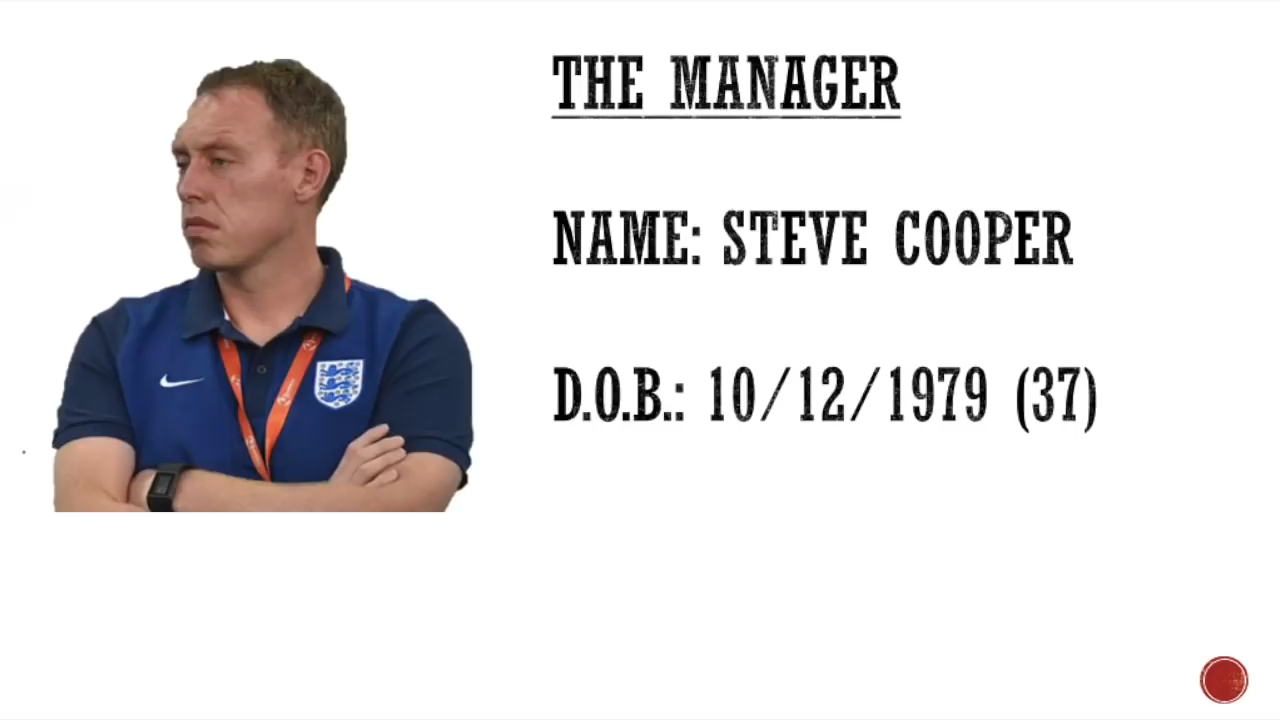 THE MANAGER
NAME: STEVE COOPER
D.O.B.: 10/12/1979 (37)